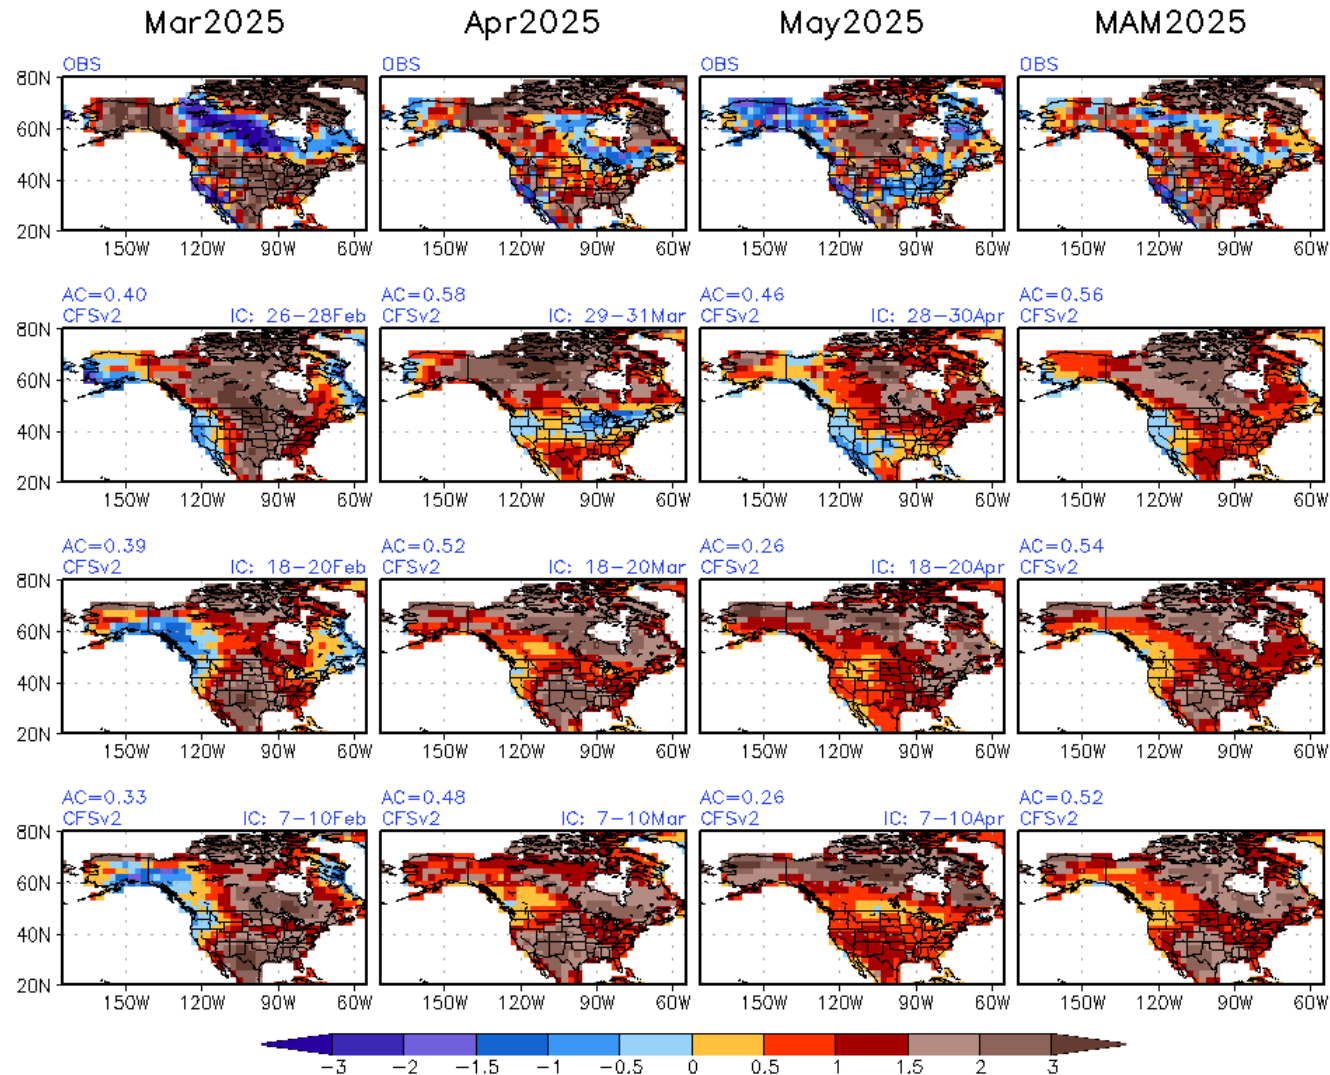 Mar2025 Apr2025 May2025 MAM2025
OBS OBS OBS OBS
80N
60N
40N
20N
150W 120W 90W 60W 150W 120W 90W 60W 150W 120W 90W 60W 150W 120W 90W 60W
AC=0.40 AC=0.58 AC=0.46 AC=0.56
CFSv2 IC: 26-28Feb CFSv2 IC: 29-31Mar CFSv2 IC: 28-30Apr CFSv2
80N
60N
40N
20N
150W 120W 90W 60W 150W 120W 90W 60W 150W 120W 90W 60W 150W 120W 90W 60W
AC=0.39 AC=0.52 AC=0.26 AC=0.54
CFSv2 IC: 18-20Feb CFSv2 IC: 18-20Mar CFSv2 IC: 18-20Apr CFSv2
80N
60N
40N
20N
150W 120W 90W 60W 150W 120W 90W 60W 150W 120W 90W 60W 150W 120W 90W 60W
AC=0.33 AC=0.48 AC=0.26 AC=0.52
CFSv2 IC: 7-10Feb CFSv2 IC: 7-10Mar CFSv2 IC: 7-10Apr CFSv2
80N
60N
40N
20N
150W 120W 90W 60W 150W 120W 90W 60W 150W 120W 90W 60W 150W 120W 90W 60W
-3 -2 -1.5 -1 -0.5 0 0.5 1 1.5 2 3